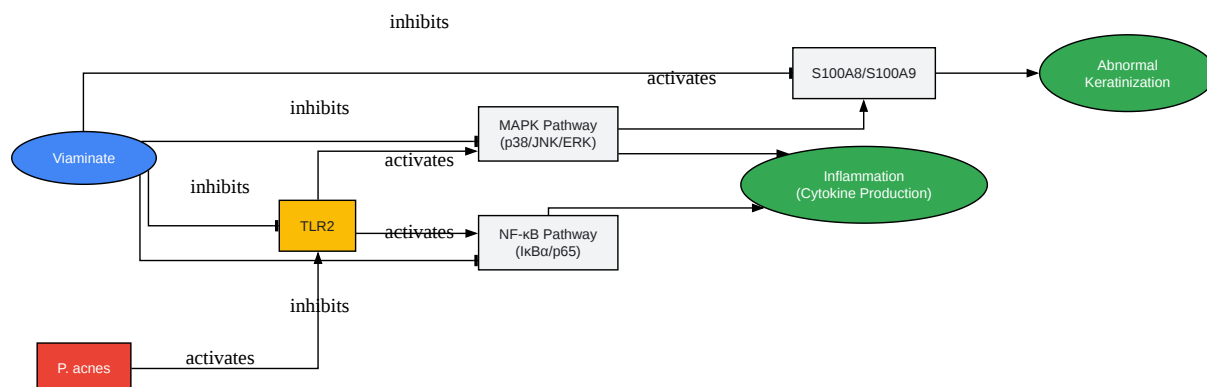 inhibits
activates
S100A8/S100A9
Abnormal
Keratinization
inhibits
MAPK Pathway
(p38/JNK/ERK)
activates
Viaminate
inhibits
Inflammation
(Cytokine Production)
TLR2
activates
NF-κB Pathway
(IκBα/p65)
inhibits
activates
P. acnes